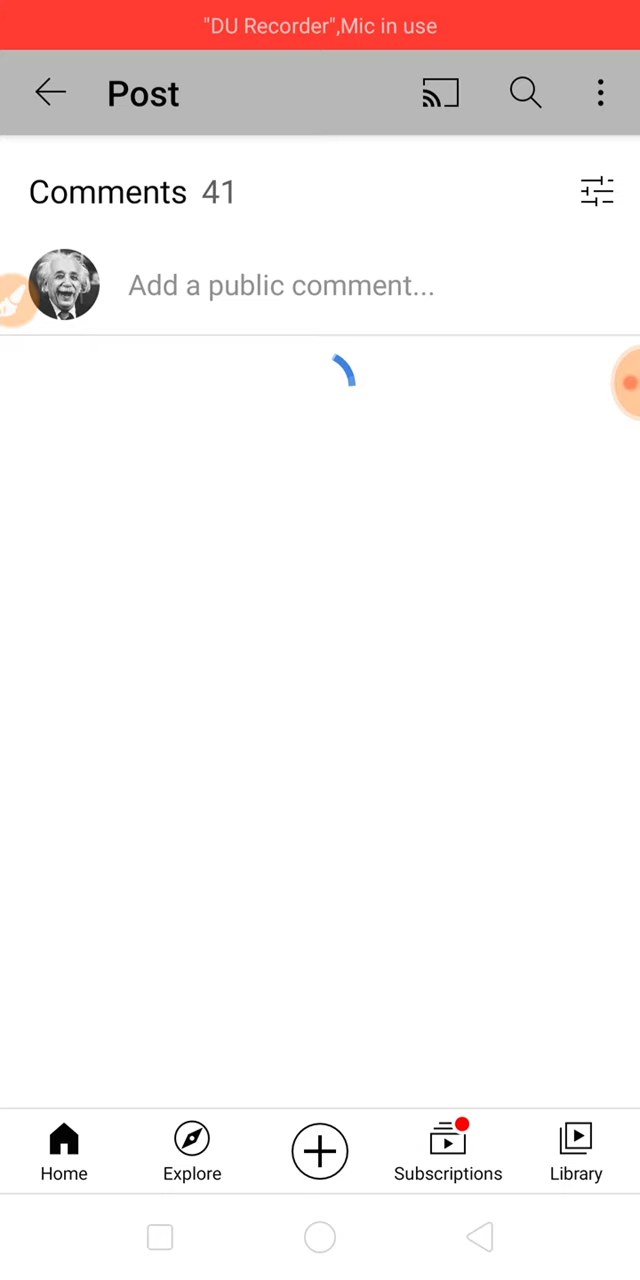 "DU Recorder",Mic in use
Post
Comments 41
Add a public comment...
Home
Explore
Subscriptions
Library